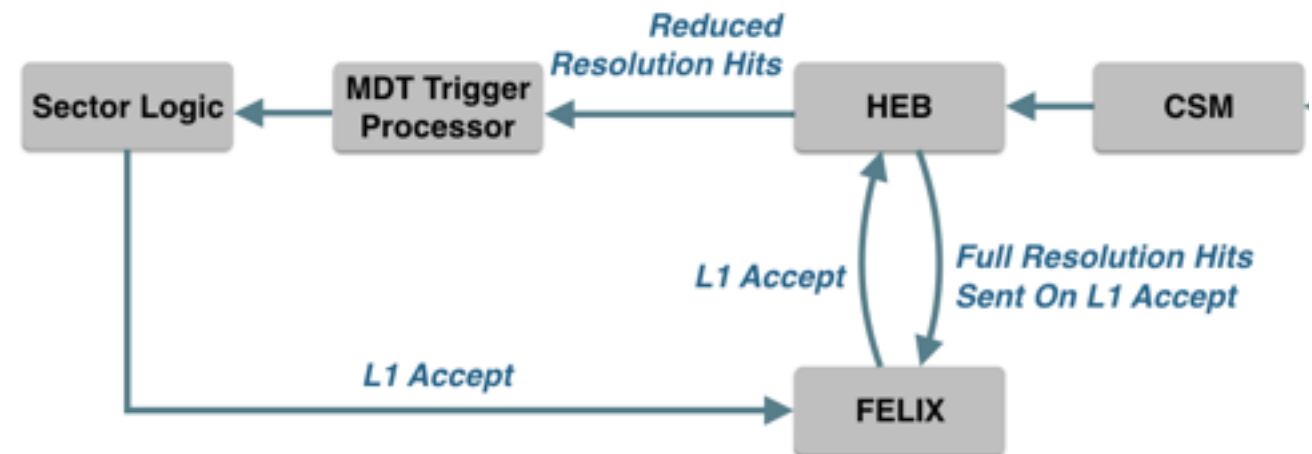 Reduced
Resolution Hits
Sector Logic
MDT Trigger
Processor
HEB
CSM
L1 Accept
Full Resolution Hits
Sent On L1 Accept
L1 Accept
FELIX